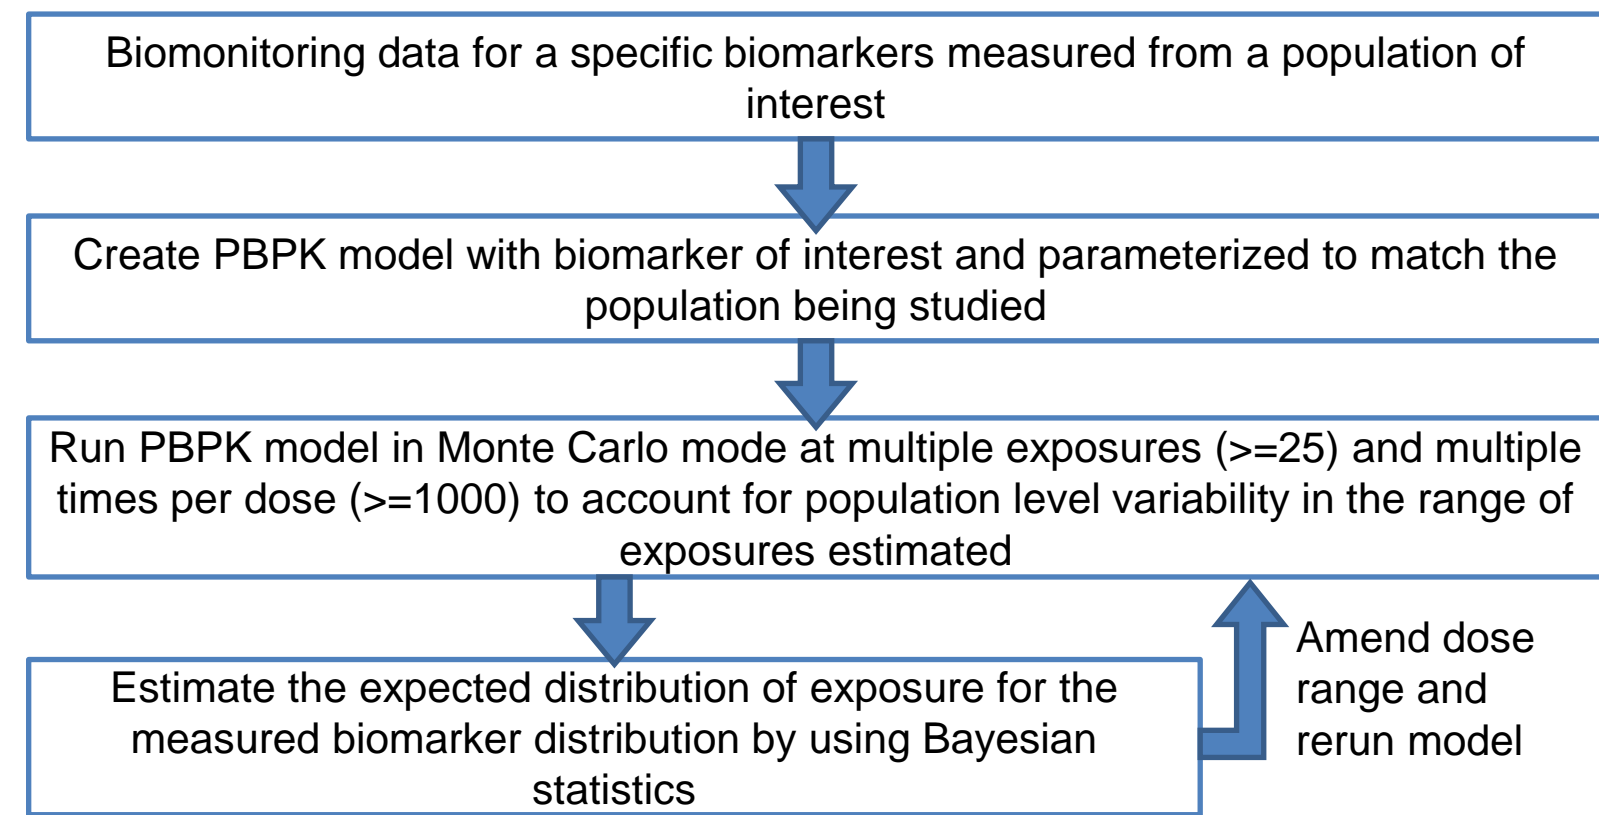 Biomonitoring data for a specific biomarkers measured from a population of
interest
Create PBPK model with biomarker of interest and parameterized to match the
population being studied
Run PBPK model in Monte Carlo mode at multiple exposures (>=25) and multiple
times per dose (>=1000) to account for population level variability in the range of
exposures estimated
Estimate the expected distribution of exposure for the
measured biomarker distribution by using Bayesian
statistics
Amend dose
range and
rerun model